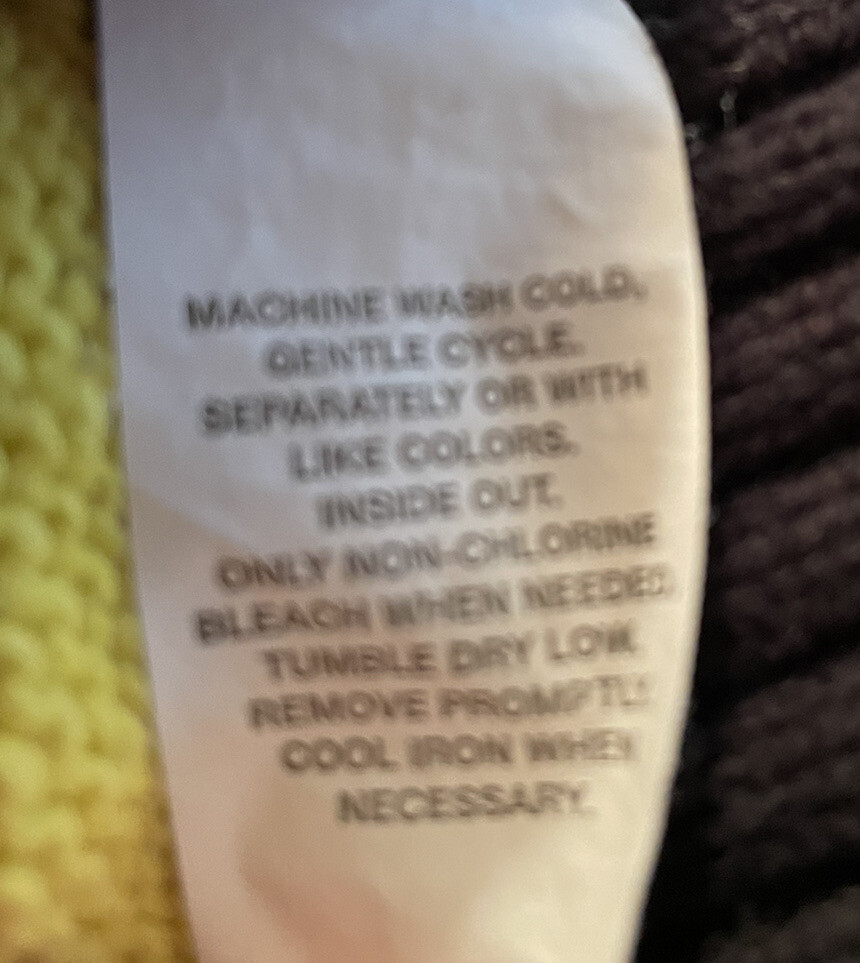 MACHINE WASH COLD,
GENTLE CYCLE.
SEPARATELY OR WITH
LIKE COLORS.
INSIDE OUT.
ONLY NON-CHLORINE
BLEACH WHEN NEEDED
TUMBLE DRY LOW.
REMOVE PROMPTLY
COOL IRON WHEN
NECESSARY.